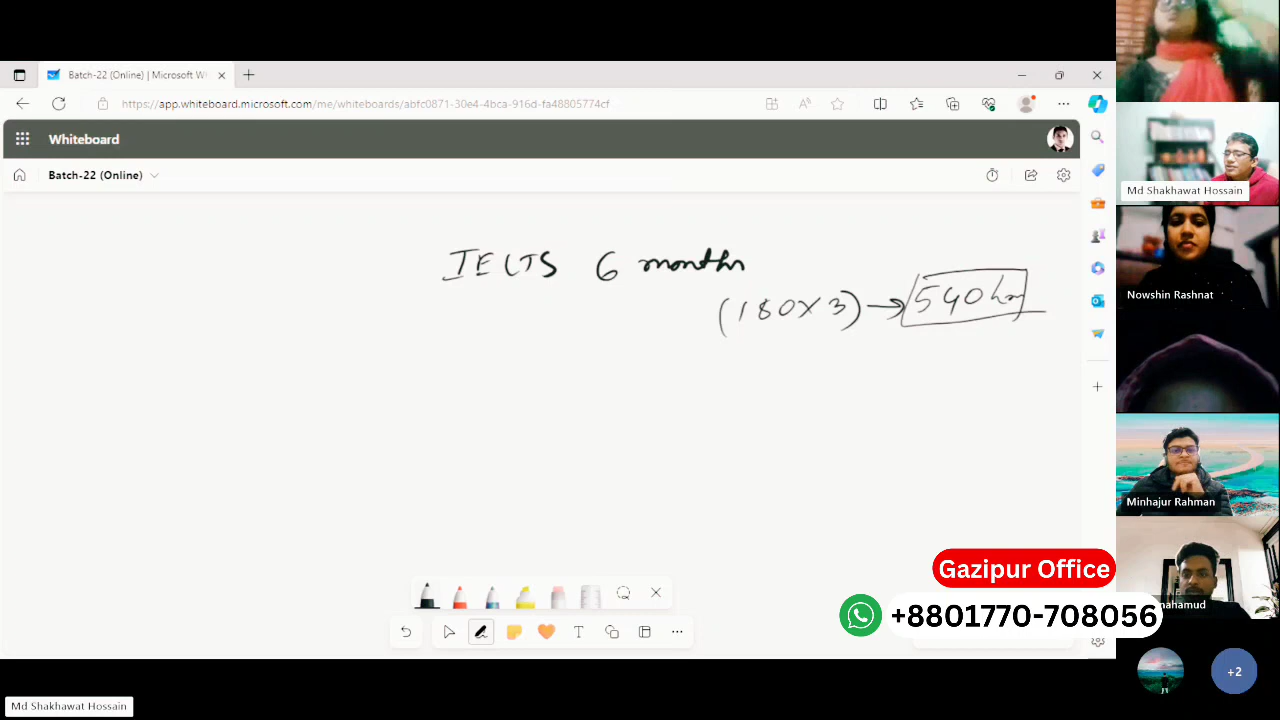 Batch-22 (Online) | Microsoft W
https://app.whiteboard.microsoft.com/me/whiteboards/abfc0871-30e4-4bca-916d-fa48805774cf
Whiteboard
Batch-22 (Online)
IELTS 6 months
(180×3) → 540 hr
Md Shakhawat Hossain
Nowshin Rashnat
Minhajur Rahman
mahamud
Gazipur Office
+8801770-708056
+2
Md Shakhawat Hossain